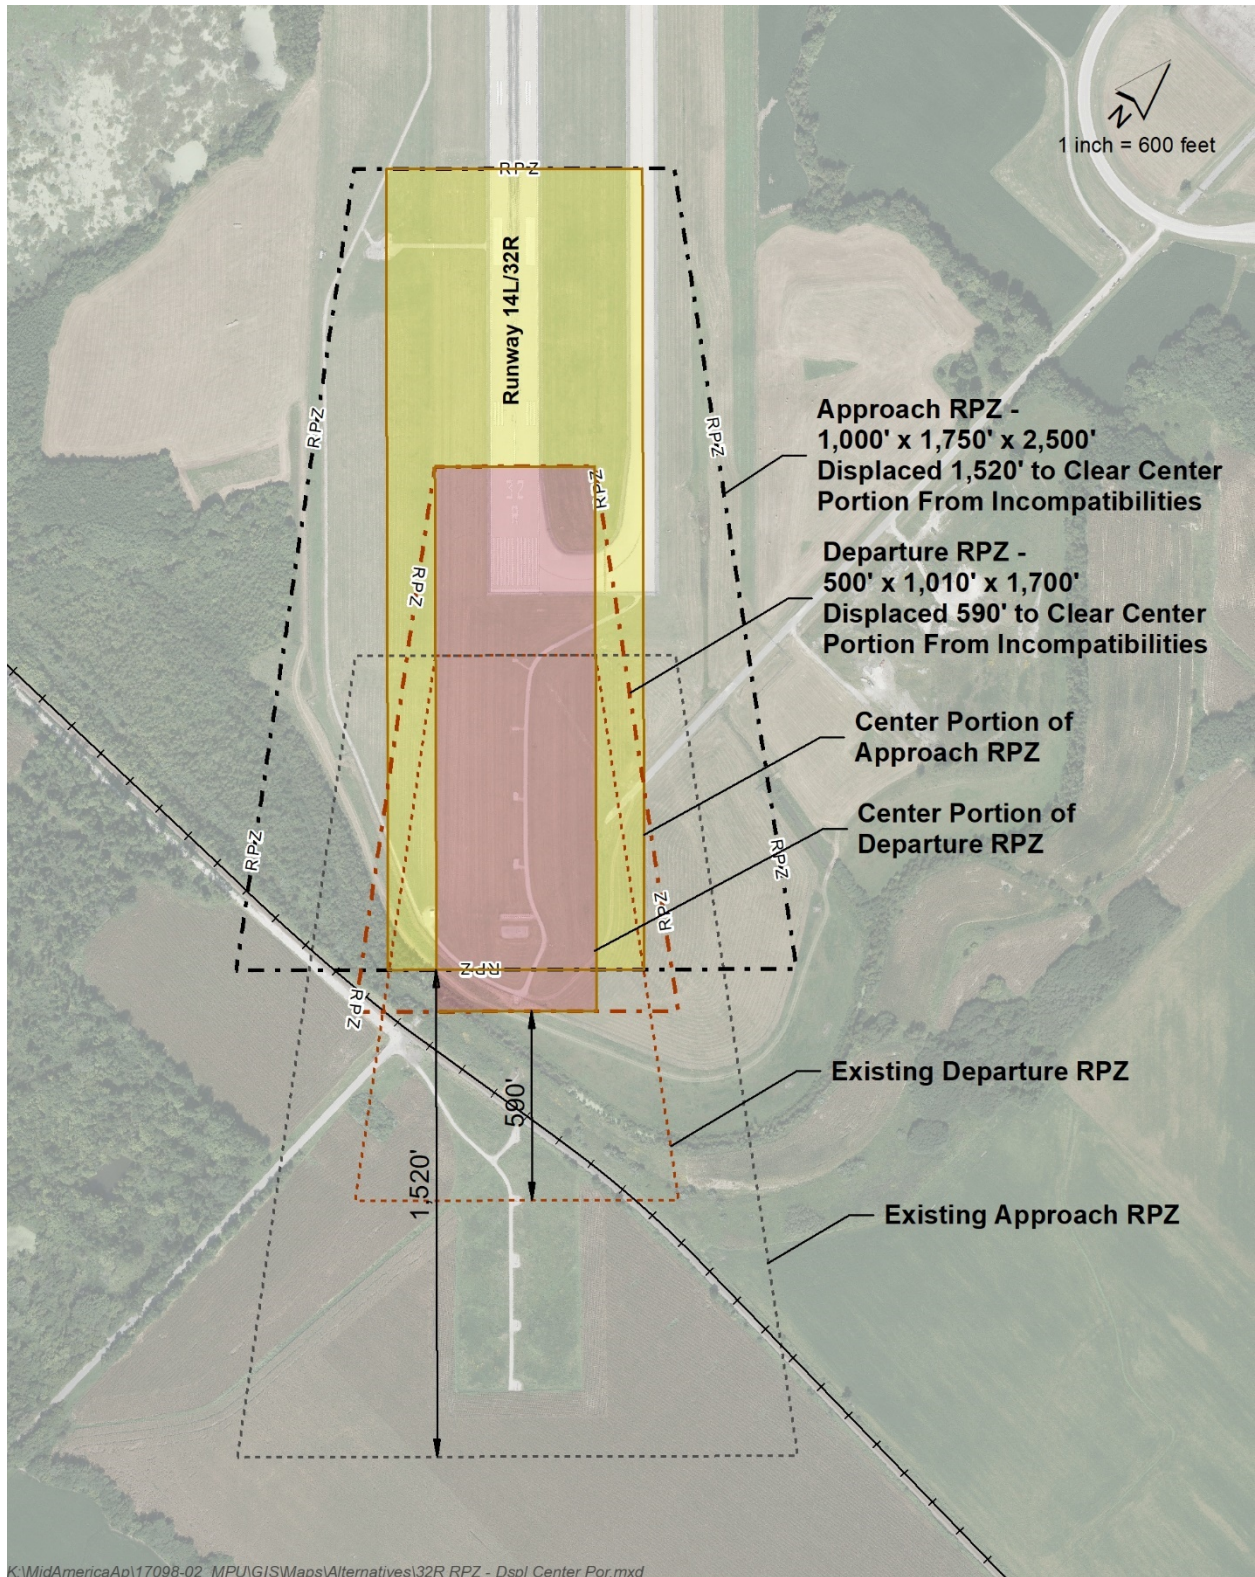 N
1 inch = 600 feet
RPZ
Runway 14L/32R
RPZ
RPZ
Approach RPZ -
1,000' x 1,750' x 2,500'
Displaced 1,520' to Clear Center
Portion From Incompatibilities
RPZ
RPZ
Departure RPZ -
500' x 1,010' x 1,700'
Displaced 590' to Clear Center
Portion From Incompatibilities
Center Portion of
Approach RPZ
Center Portion of
Departure RPZ
RPZ
RPZ
RPZ
RPZ
RPZ
Existing Departure RPZ
590'
1,520'
Existing Approach RPZ
K:\MidAmericaAp\17098-02_MPU\GIS\Maps\Alternatives\32R RPZ - Dspl Center Por.mxd